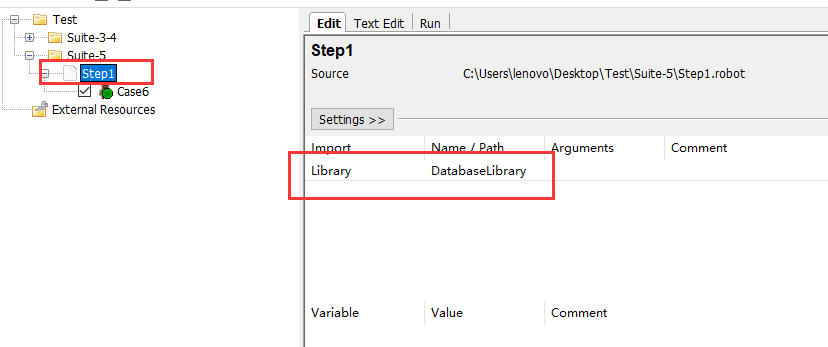 Test
Suite-3-4
Suite-5
Step1
Case6
External Resources
Edit Text Edit Run
Step1
Source C:\Users\lenovo\Desktop\Test\Suite-5\Step1.robot
Settings >>
Import Name / Path Arguments Comment
Library DatabaseLibrary
Variable Value Comment